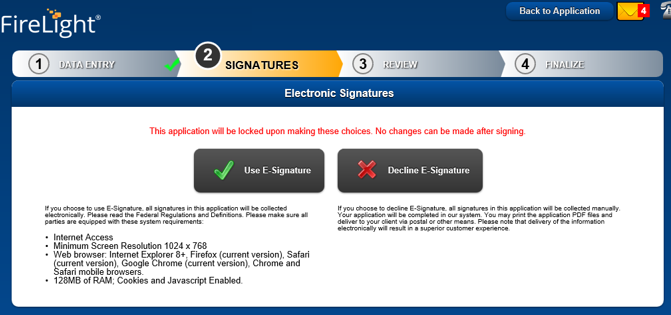 FireLight®
Back to Application
4
1 DATA ENTRY
2 SIGNATURES
3 REVIEW
4 FINALIZE
Electronic Signatures
This application will be locked upon making these choices. No changes can be made after signing.
Use E-Signature
Decline E-Signature
If you choose to use E-Signature, all signatures in this application will be collected
electronically. Please read the Federal Regulations and Definitions. Please make sure all
parties are equipped with these system requirements:
• Internet Access
• Minimum Screen Resolution 1024 x 768
• Web browser: Internet Explorer 8+, Firefox (current version), Safari
(current version), Google Chrome (current version), Chrome and
Safari mobile browsers.
• 128MB of RAM; Cookies and Javascript Enabled.
If you choose to decline E-Signature, all signatures in this application will be collected manually.
Your application will be completed in our system. You may print the application PDF files and
deliver to your client via postal or other means. Please note that delivery of the information
electronically will result in a superior customer experience.